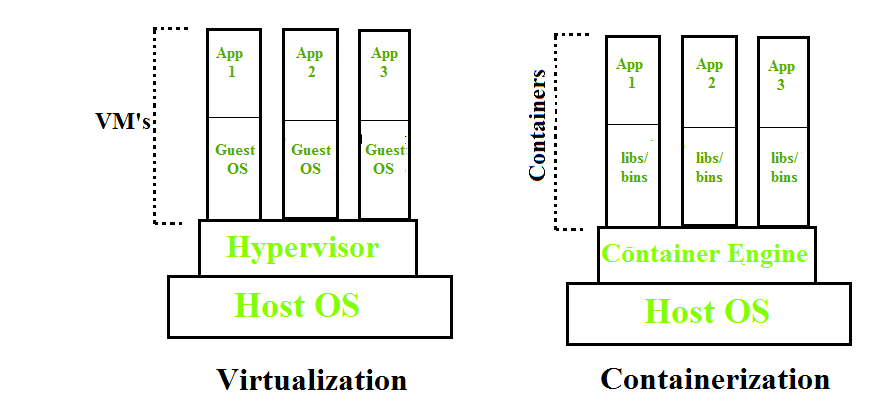 VM's
App
1
App
2
App
3
Guest
OS
Guest
OS
Guest
OS
Hypervisor
Host OS
Virtualization
Containers
App
1
App
2
App
3
libs/
bins
libs/
bins
libs/
bins
Container Engine
Host OS
Containerization